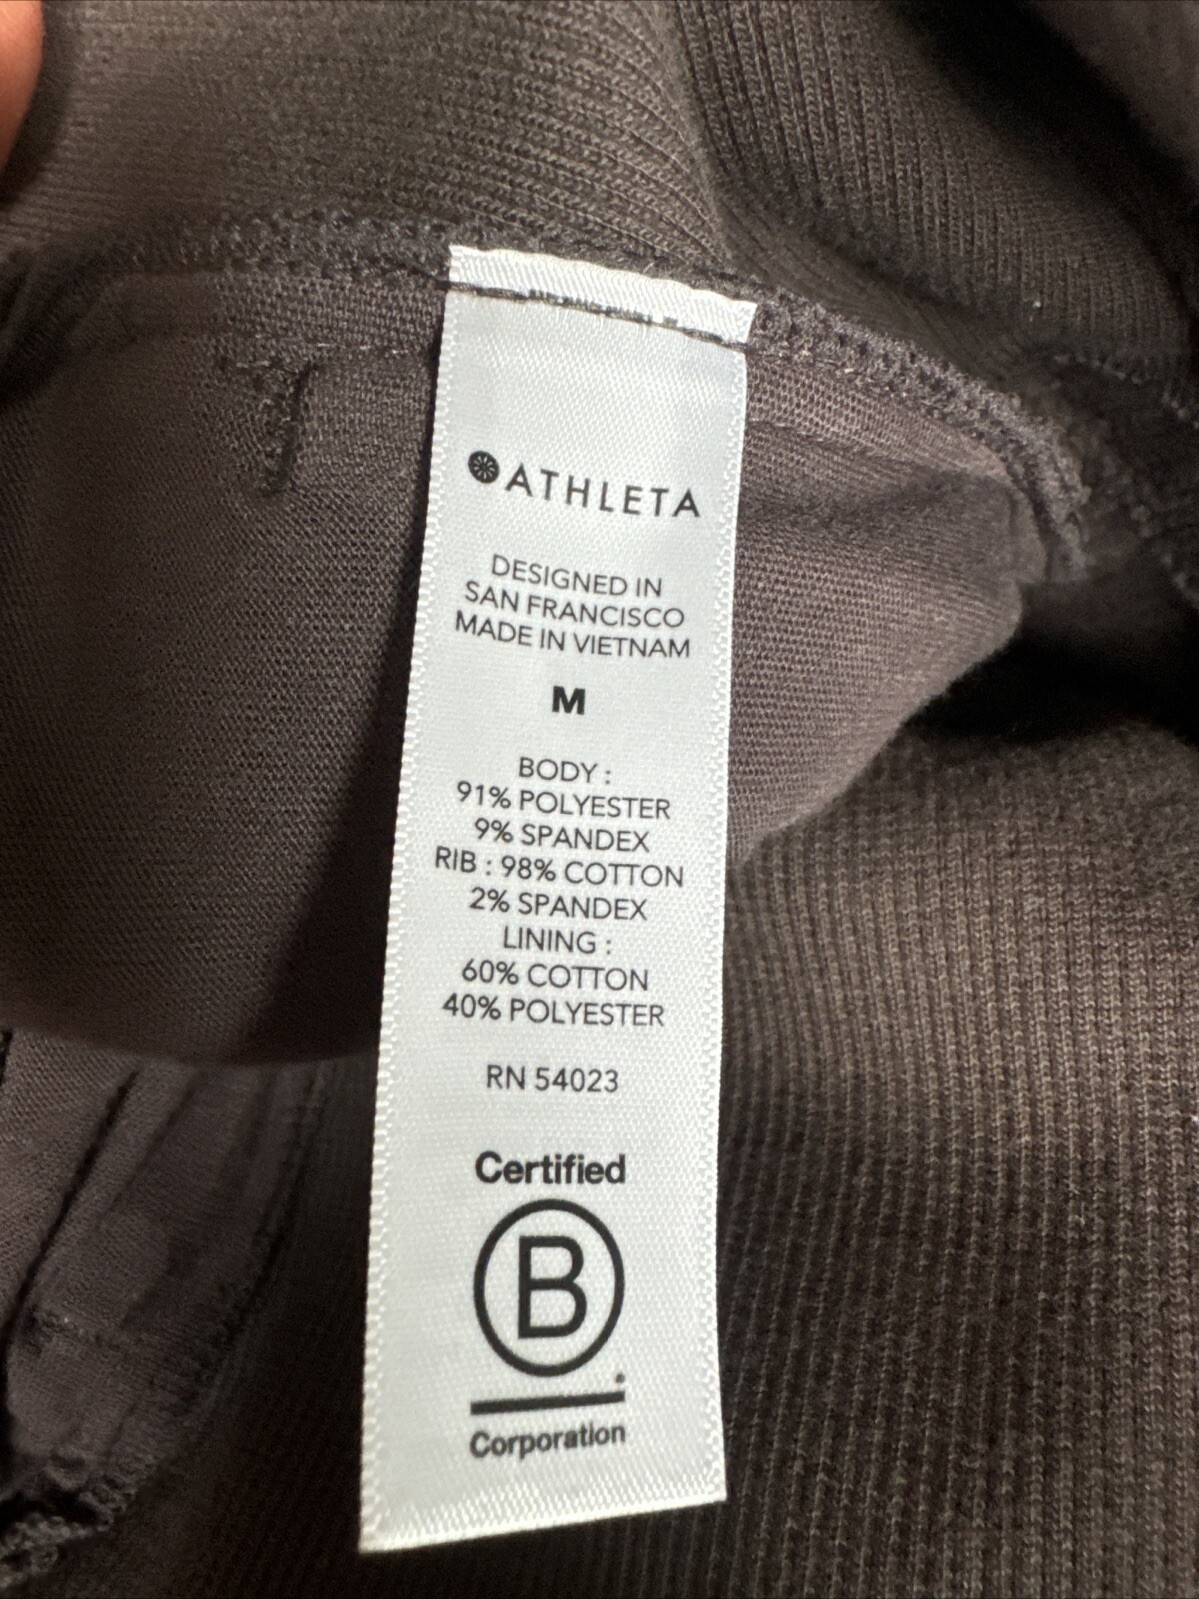 ATHLETA
DESIGNED IN
SAN FRANCISCO
MADE IN VIETNAM
M
BODY :
91% POLYESTER
9% SPANDEX
RIB : 98% COTTON
2% SPANDEX
LINING :
60% COTTON
40% POLYESTER
RN 54023
Certified
B
Corporation